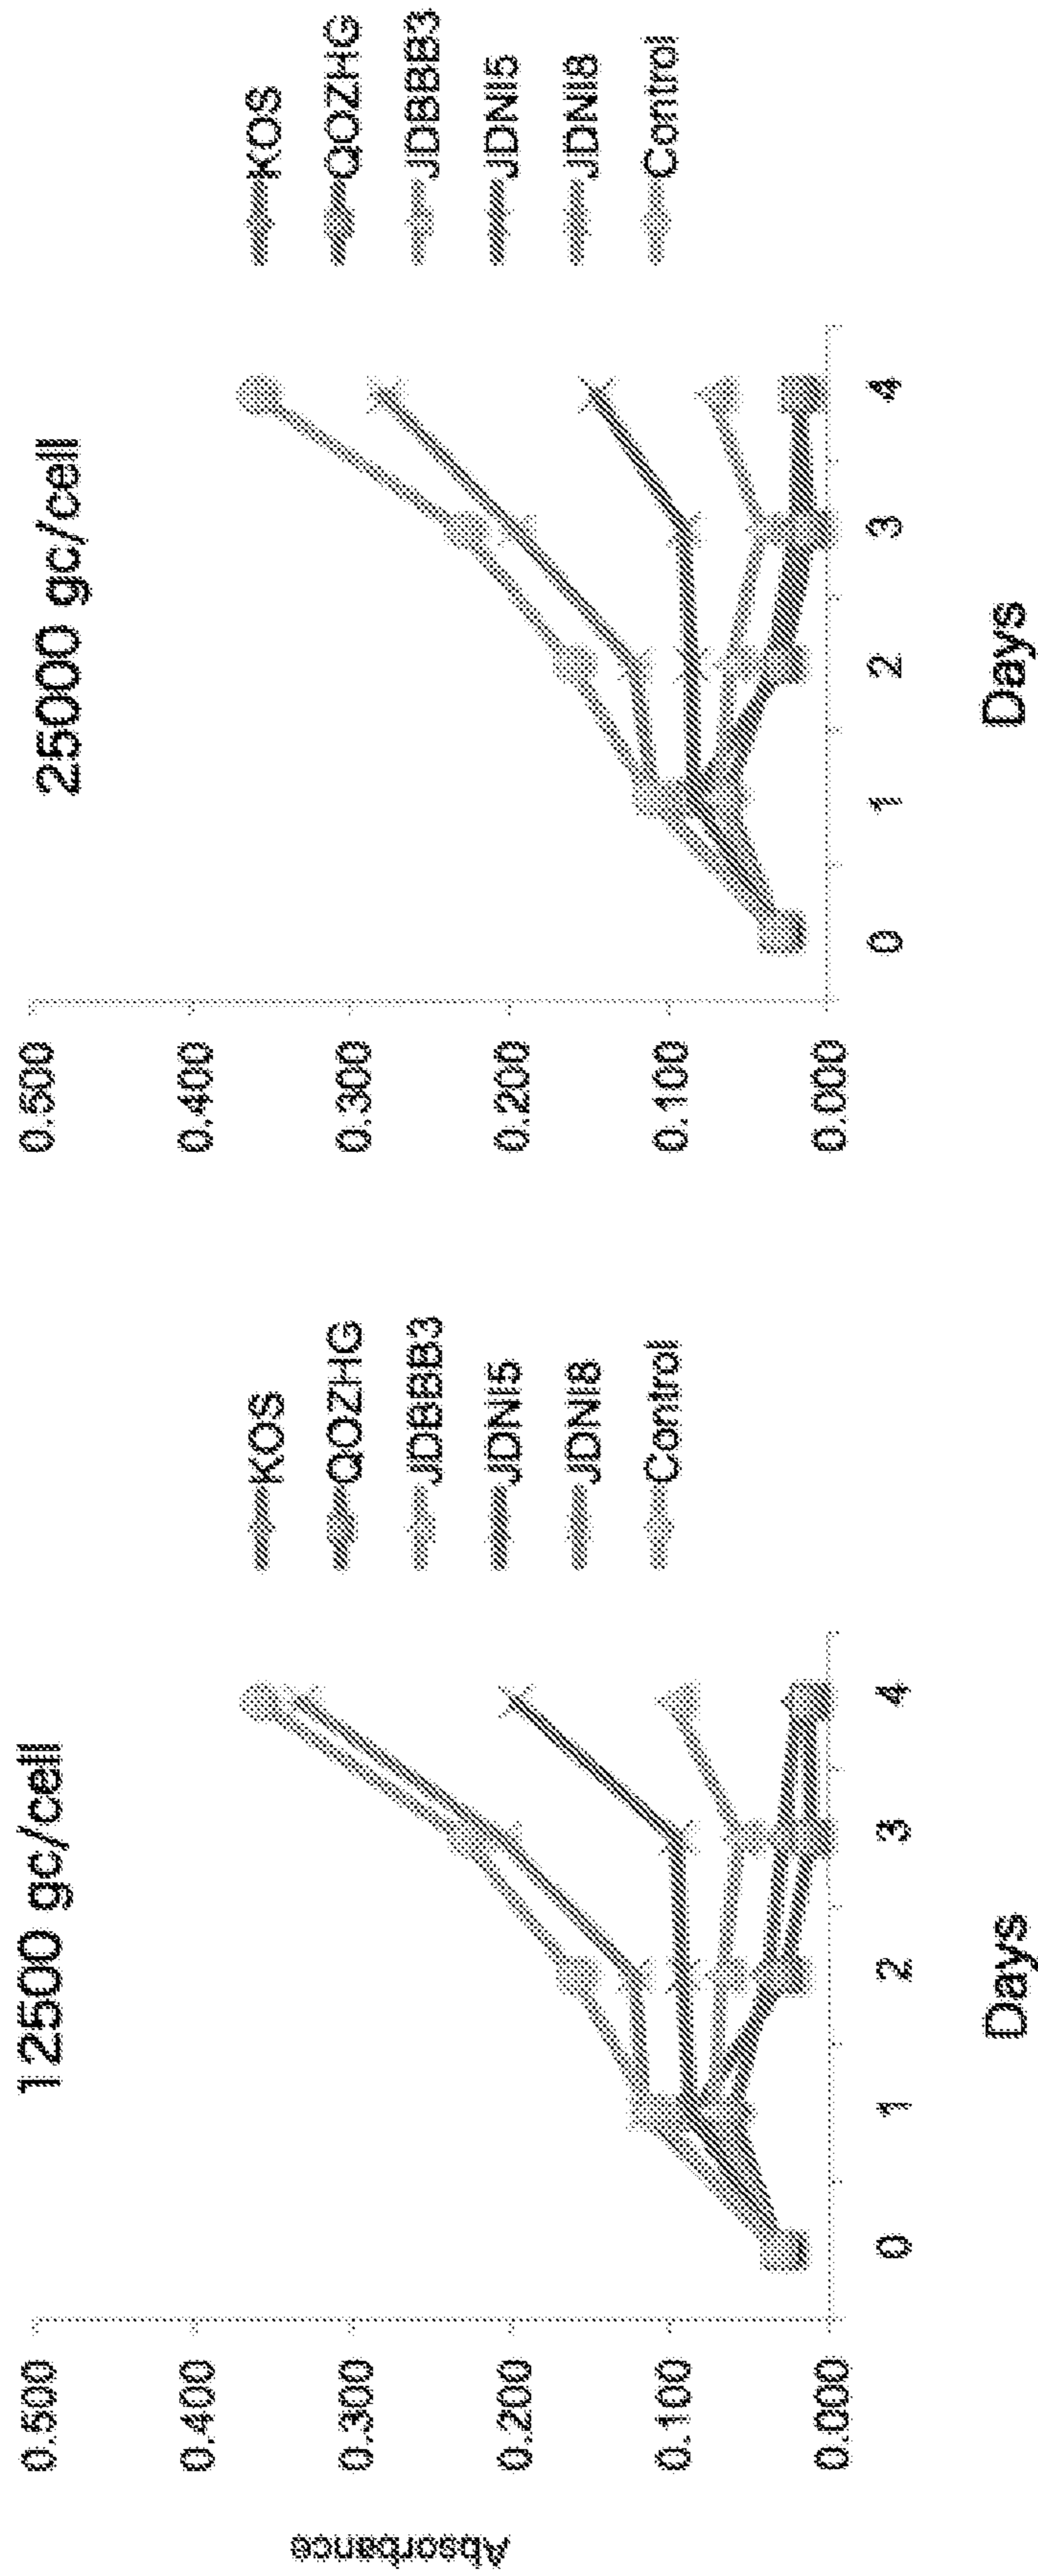 12500 gc/cell
Absorbance
0.500
0.400
0.300
0.200
0.100
0.000
0
1
2
3
4
Days
KOS
QOZHG
JDBBB3
JDNI5
JDNI8
Control
25000 gc/cell
0.500
0.400
0.300
0.200
0.100
0.000
0
1
2
3
4
Days
KOS
QOZHG
JDBBB3
JDNI5
JDNI8
Control